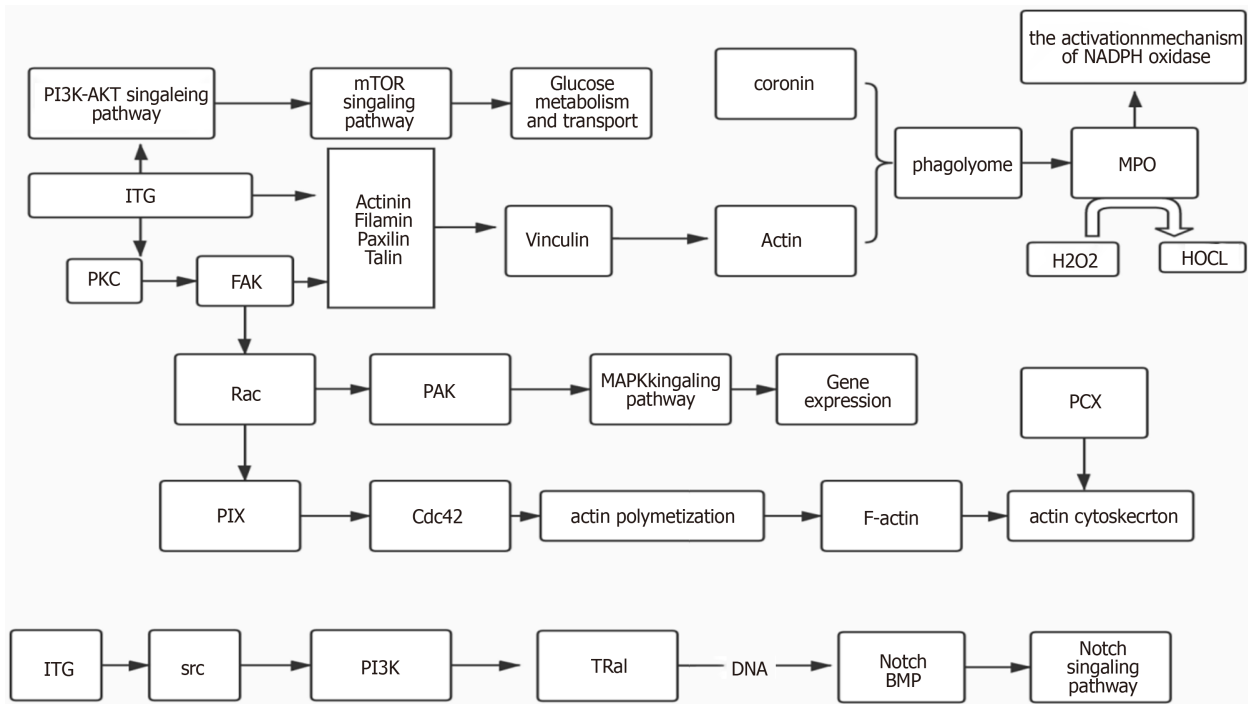 the activationnmechanism
of NADPH oxidase
PI3K-AKT singaleing
pathway
mTOR
singaling
pathway
Glucose
metabolism
and transport
coronin
phagolyome
MPO
ITG
Actinin
Filamin
Paxilin
Talin
Vinculin
Actin
H2O2
HOCL
PKC
FAK
Rac
PAK
MAPKkingaling
pathway
Gene
expression
PCX
PIX
Cdc42
actin polymetization
F-actin
actin cytoskecrton
ITG
src
PI3K
TRal
DNA
Notch
BMP
Notch
singaling
pathway